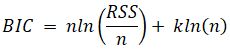 BIC = nln(RSS/n) + kln(n)